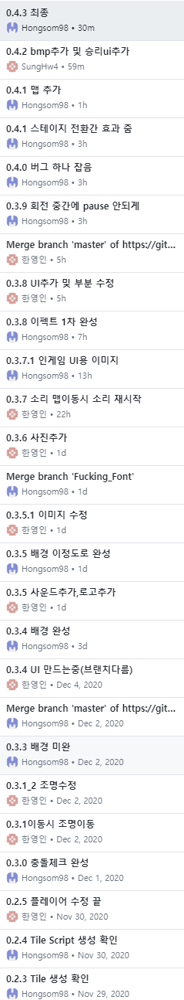 0.4.3 최종
Hongsom98 • 30m
0.4.2 bmp추가 및 승리ui추가
SungHw4 • 59m
0.4.1 맵 추가
Hongsom98 • 1h
0.4.1 스테이지 전환간 효과 줌
Hongsom98 • 3h
0.4.0 버그 하나 잡음
Hongsom98 • 3h
0.3.9 회전 중간에 pause 안되게
Hongsom98 • 3h
Merge branch 'master' of https://git...
한영인 • 5h
0.3.8 UI추가 및 부분 수정
한영인 • 5h
0.3.8 이펙트 1차 완성
Hongsom98 • 7h
0.3.7.1 인게임 UI용 이미지
Hongsom98 • 13h
0.3.7 소리 맵이동시 소리 재시작
한영인 • 22h
0.3.6 사진추가
한영인 • 1d
Merge branch 'Fucking_Font'
Hongsom98 • 1d
0.3.5.1 이미지 수정
한영인 • 1d
0.3.5 배경 이정도로 완성
Hongsom98 • 1d
0.3.5 사운드추가,로고추가
한영인 • 1d
0.3.4 배경 완성
Hongsom98 • 3d
0.3.4 UI 만드는중(브랜치다름)
한영인 • Dec 4, 2020
Merge branch 'master' of https://git...
Hongsom98 • Dec 2, 2020
0.3.3 배경 미완
Hongsom98 • Dec 2, 2020
0.3.1_2 조명수정
한영인 • Dec 2, 2020
0.3.1이동시 조명이동
한영인 • Dec 2, 2020
0.3.0 충돌체크 완성
Hongsom98 • Dec 1, 2020
0.2.5 플레이어 수정 끝
한영인 • Nov 30, 2020
0.2.4 Tile Script 생성 확인
Hongsom98 • Nov 30, 2020
0.2.3 Tile 생성 확인
Hongsom98 • Nov 29, 2020